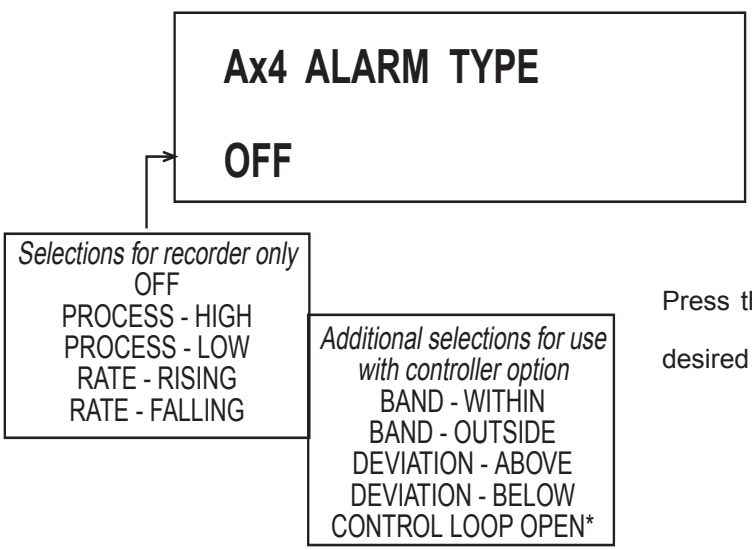 Ax4 ALARM TYPE
OFF
Selections for recorder only
OFF
PROCESS - HIGH
PROCESS - LOW
RATE - RISING
RATE - FALLING
Additional selections for use
with controller option
BAND - WITHIN
BAND - OUTSIDE
DEVIATION - ABOVE
DEVIATION - BELOW
CONTROL LOOP OPEN*
Press
desired